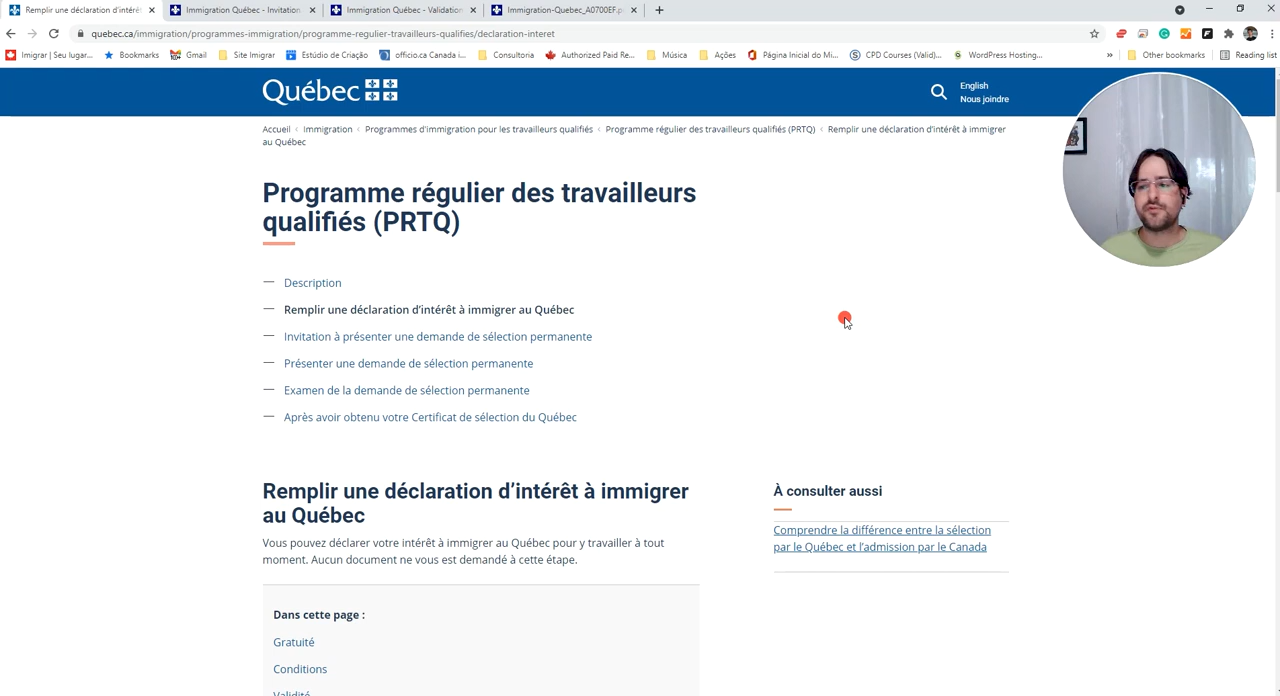 Remplir une déclaration d'intérê
Immigration Québec - Invitation
Immigration Québec - Validation
Immigration-Quebec_A0700EF.p
quebec.ca/immigration/programmes-immigration/programme-regulier-travailleurs-qualifies/declaration-interet
Imigrar | Seu lugar...
Bookmarks
Gmail
Site Imigrar
Estúdio de Criação
officio.ca Canada i...
Consultoria
Authorized Paid Re...
Música
Ações
Página Inicial do Mi...
CPD Courses (Valid)...
WordPress Hosting...
»
Other bookmarks
Reading list
Québec
English
Nous joindre
Accueil ‹ Immigration ‹ Programmes d'immigration pour les travailleurs qualifiés ‹ Programme régulier des travailleurs qualifiés (PRTQ) ‹ Remplir une déclaration d'intérêt à immigrer
au Québec
Programme régulier des travailleurs
qualifiés (PRTQ)
— Description
— Remplir une déclaration d'intérêt à immigrer au Québec
— Invitation à présenter une demande de sélection permanente
— Présenter une demande de sélection permanente
— Examen de la demande de sélection permanente
— Après avoir obtenu votre Certificat de sélection du Québec
Remplir une déclaration d'intérêt à immigrer
au Québec
Vous pouvez déclarer votre intérêt à immigrer au Québec pour y travailler à tout
moment. Aucun document ne vous est demandé à cette étape.
À consulter aussi
Comprendre la différence entre la sélection
par le Québec et l'admission par le Canada
Dans cette page :
Gratuité
Conditions
Validité